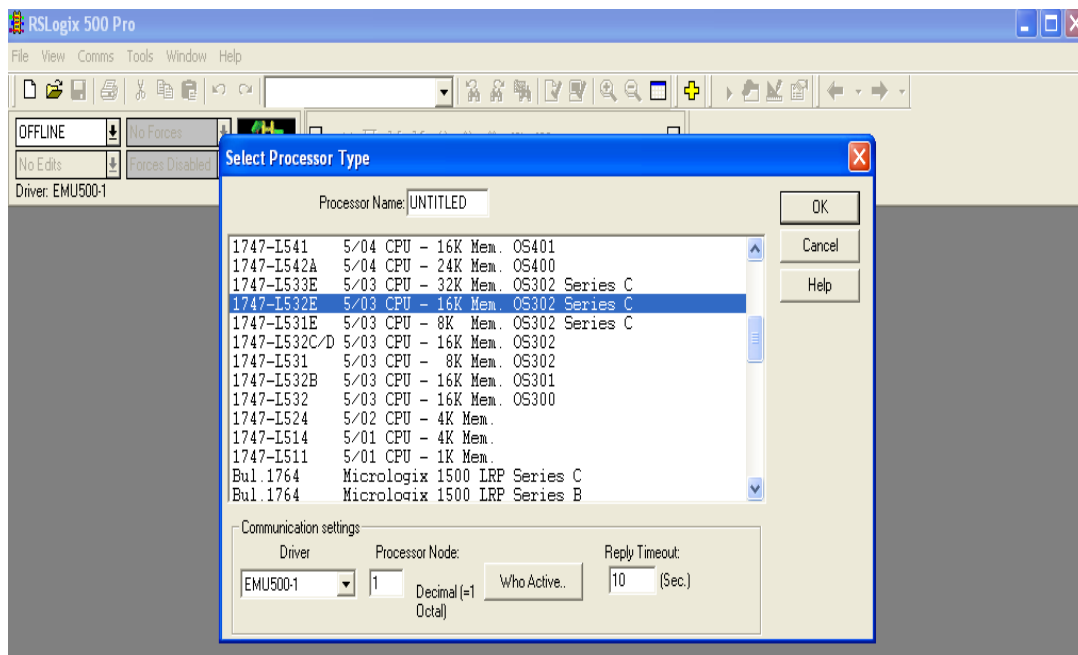 RSLogix 500 Pro
File View Comms Tools Window Help
OFFLINE
No Forces
No Edits
Forces Disabled
Driver: EMU500-1
Select Processor Type
Processor Name: UNTITLED
OK
Cancel
Help
1747-L541 5/04 CPU - 16K Mem. OS401
1747-L542A 5/04 CPU - 24K Mem. OS400
1747-L533E 5/03 CPU - 32K Mem. OS302 Series C
1747-L532E 5/03 CPU - 16K Mem. OS302 Series C
1747-L531E 5/03 CPU - 8K Mem. OS302 Series C
1747-L532C/D 5/03 CPU - 16K Mem. OS302
1747-L531 5/03 CPU - 8K Mem. OS302
1747-L532B 5/03 CPU - 16K Mem. OS301
1747-L532 5/03 CPU - 16K Mem. OS300
1747-L524 5/02 CPU - 4K Mem.
1747-L514 5/01 CPU - 4K Mem.
1747-L511 5/01 CPU - 1K Mem.
Bul.1764 Micrologix 1500 LRP Series C
Bul.1764 Micrologix 1500 LRP Series B
Communication settings
Driver Processor Node: Reply Timeout:
EMU500-1 1 Decimal (=1 Octal) Who Active.. 10 (Sec.)